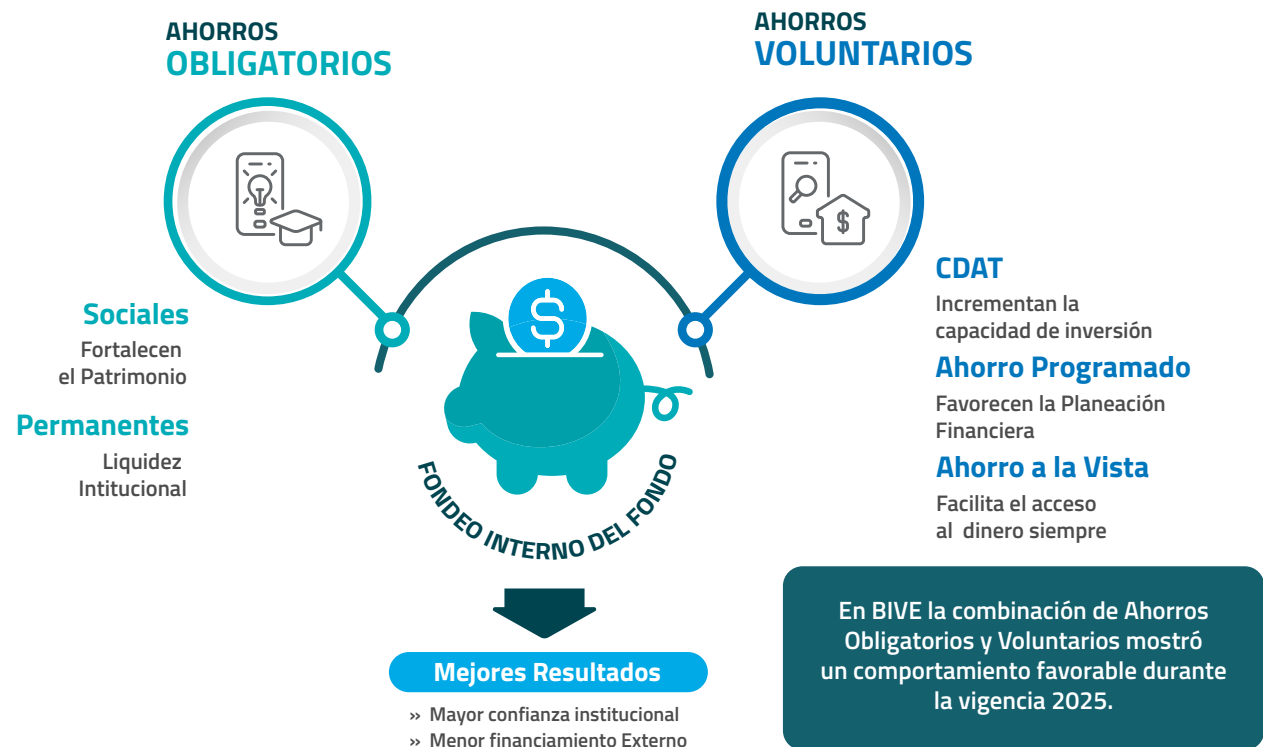 AHORROS
OBLIGATORIOS
Sociales
Fortalecen
el Patrimonio
Permanentes
Liquidez
Intitucional
AHORROS
VOLUNTARIOS
CDAT
Incrementan la
capacidad de inversión
Ahorro Programado
Favorecen la Planeación
Financiera
Ahorro a la Vista
Facilita el acceso
al dinero siempre
$
$
FONDEO INTERNO DEL FONDO
Mejores Resultados
» Mayor confianza institucional
» Menor financiamiento Externo
En BIVE la combinación de Ahorros
Obligatorios y Voluntarios mostró
un comportamiento favorable durante
la vigencia 2025.